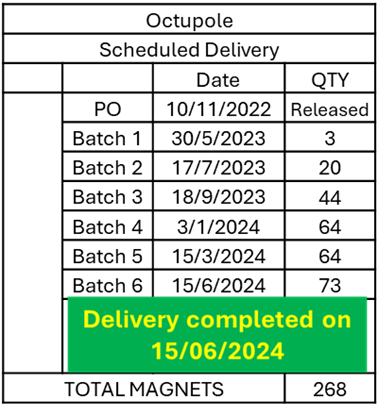 Octupole
Scheduled Delivery
Date QTY
PO 10/11/2022 Released
Batch 1 30/5/2023 3
Batch 2 17/7/2023 20
Batch 3 18/9/2023 44
Batch 4 3/1/2024 64
Batch 5 15/3/2024 64
Batch 6 15/6/2024 73
Delivery completed on
15/06/2024
TOTAL MAGNETS 268